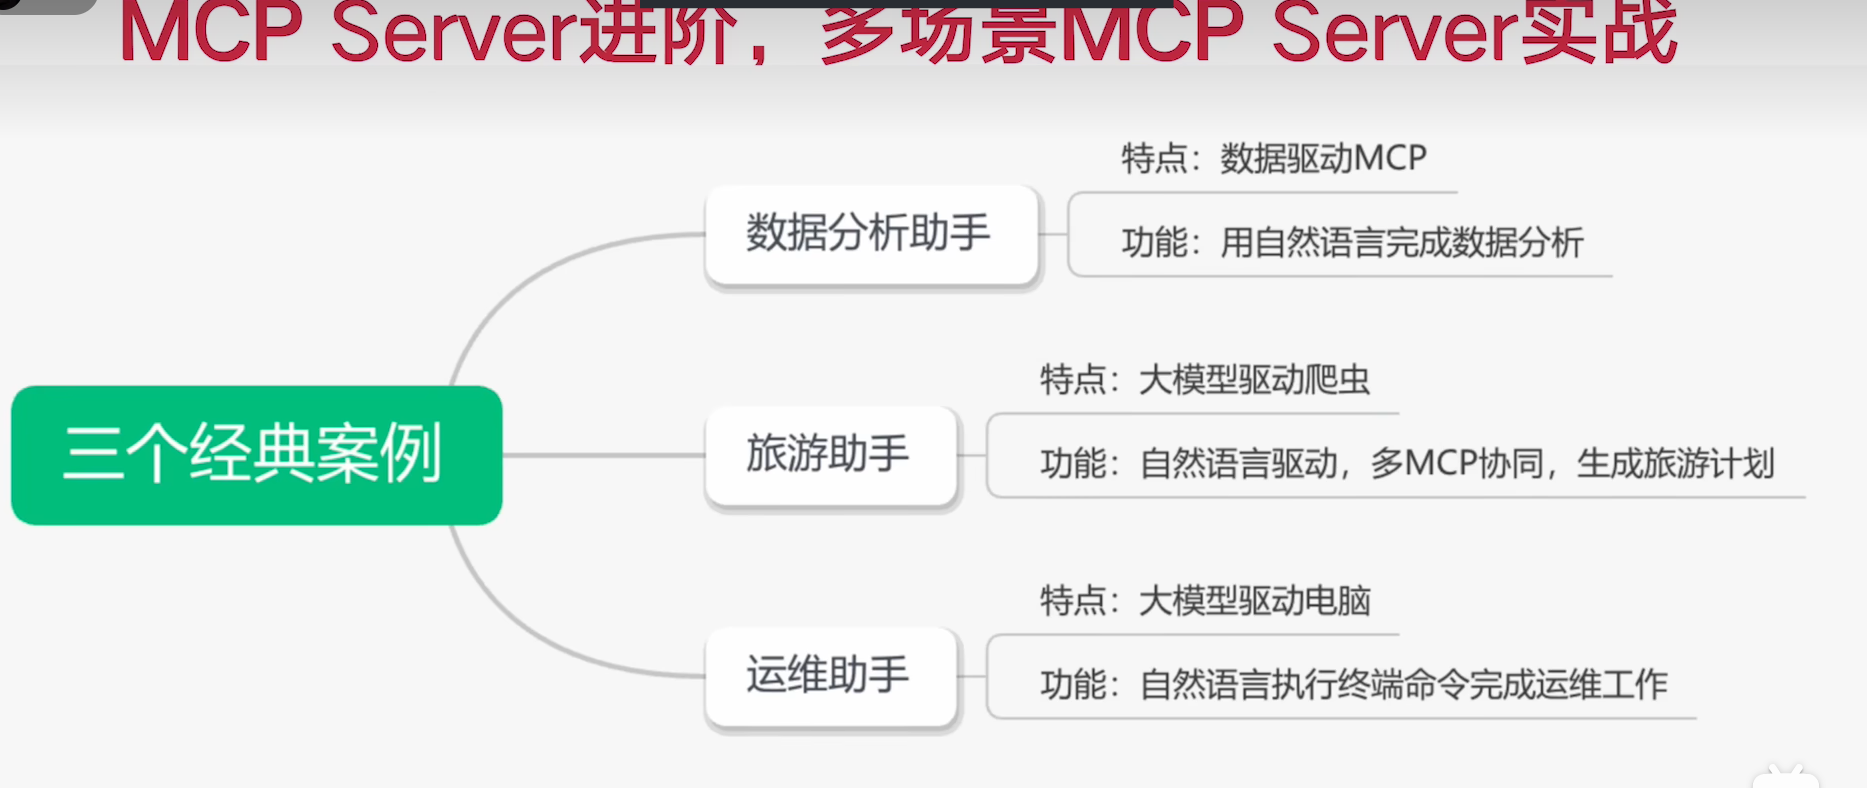 MCP Server进阶，多场景MCP Server实战
三个经典案例
数据分析助手
特点：数据驱动MCP
功能：用自然语言完成数据分析
旅游助手
特点：大模型驱动爬虫
功能：自然语言驱动，多MCP协同，生成旅游计划
运维助手
特点：大模型驱动电脑
功能：自然语言执行终端命令完成运维工作